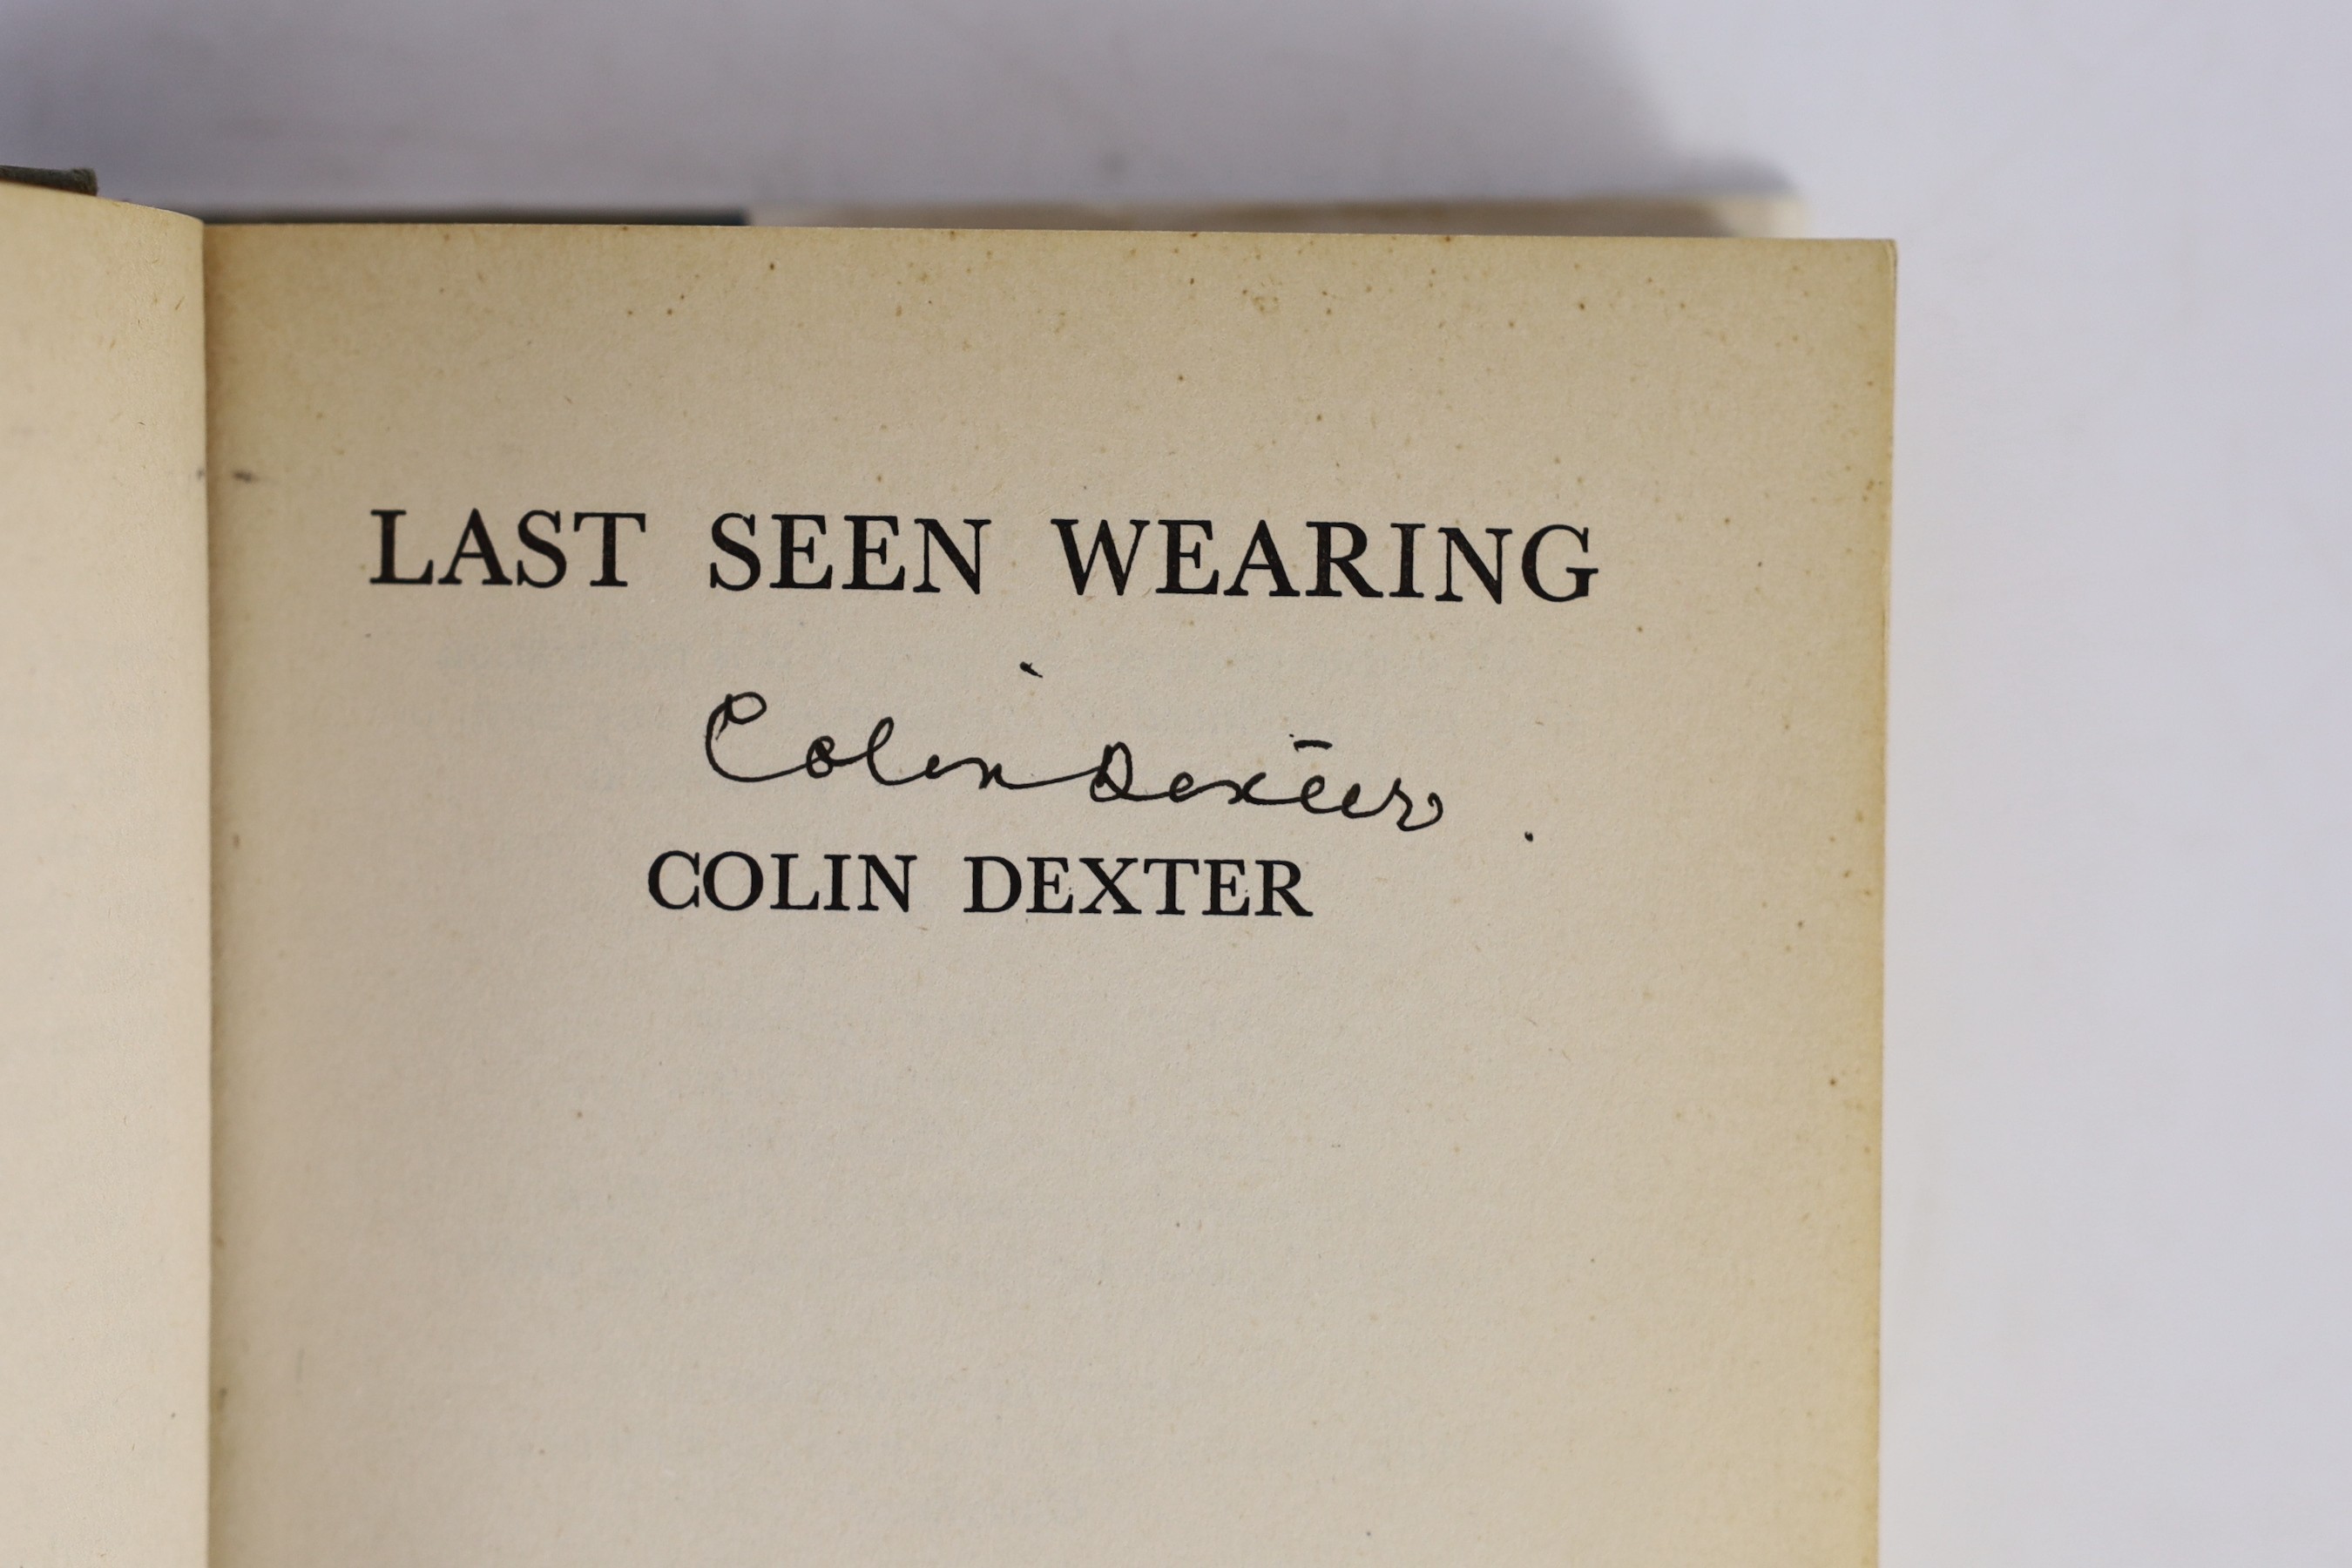 LAST SEEN WEARING
Colin Dexter.
COLIN DEXTER